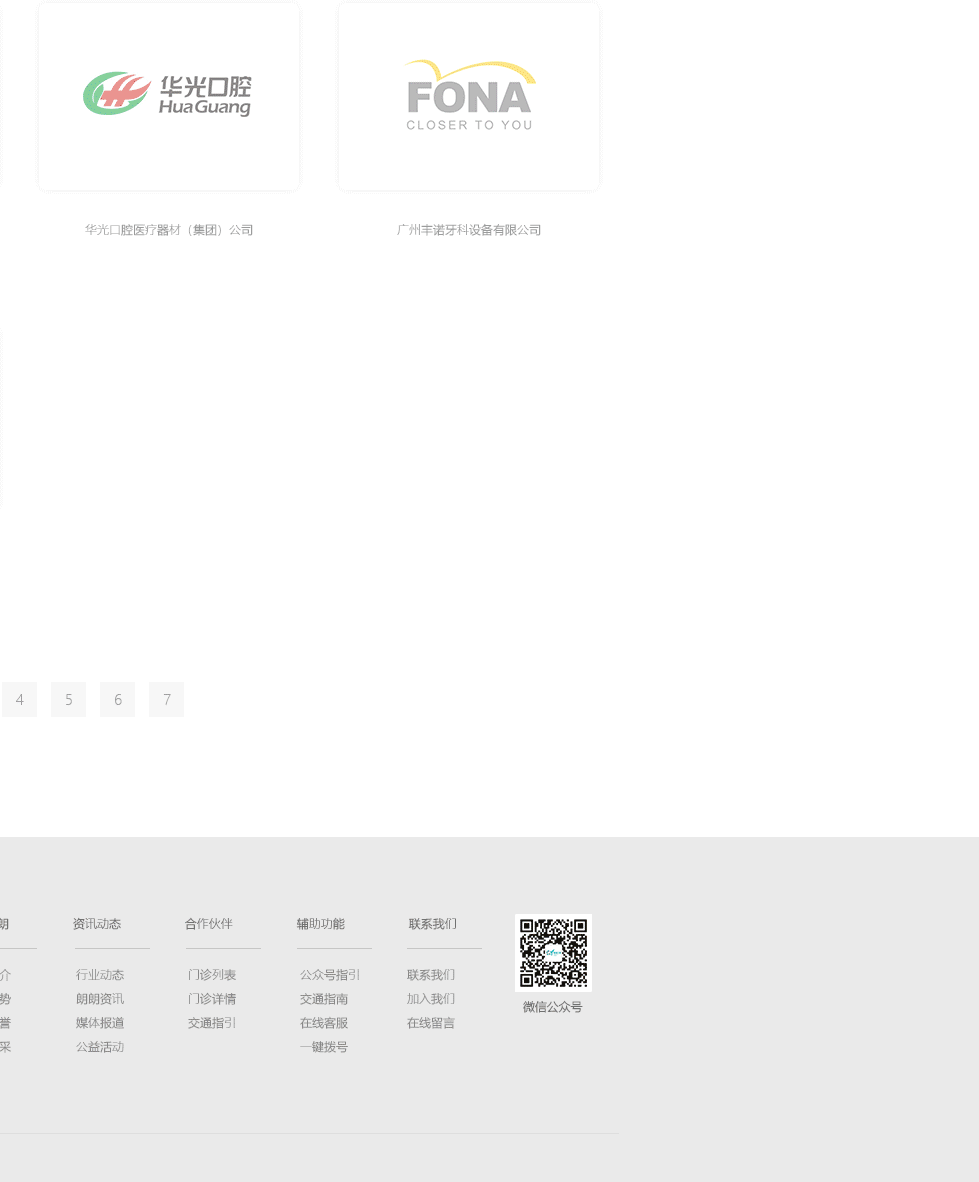 华光口腔
HuaGuang
FONA
CLOSER TO YOU
华光口腔医疗器材（集团）公司
广州丰诺牙科设备有限公司
4
5
6
7
朗
介
势
誉
采
资讯动态
行业动态
朗朗资讯
媒体报道
公益活动
合作伙伴
门诊列表
门诊详情
交通指引
辅助功能
公众号指引
交通指南
在线客服
一键拨号
联系我们
联系我们
加入我们
在线留言
微信公众号